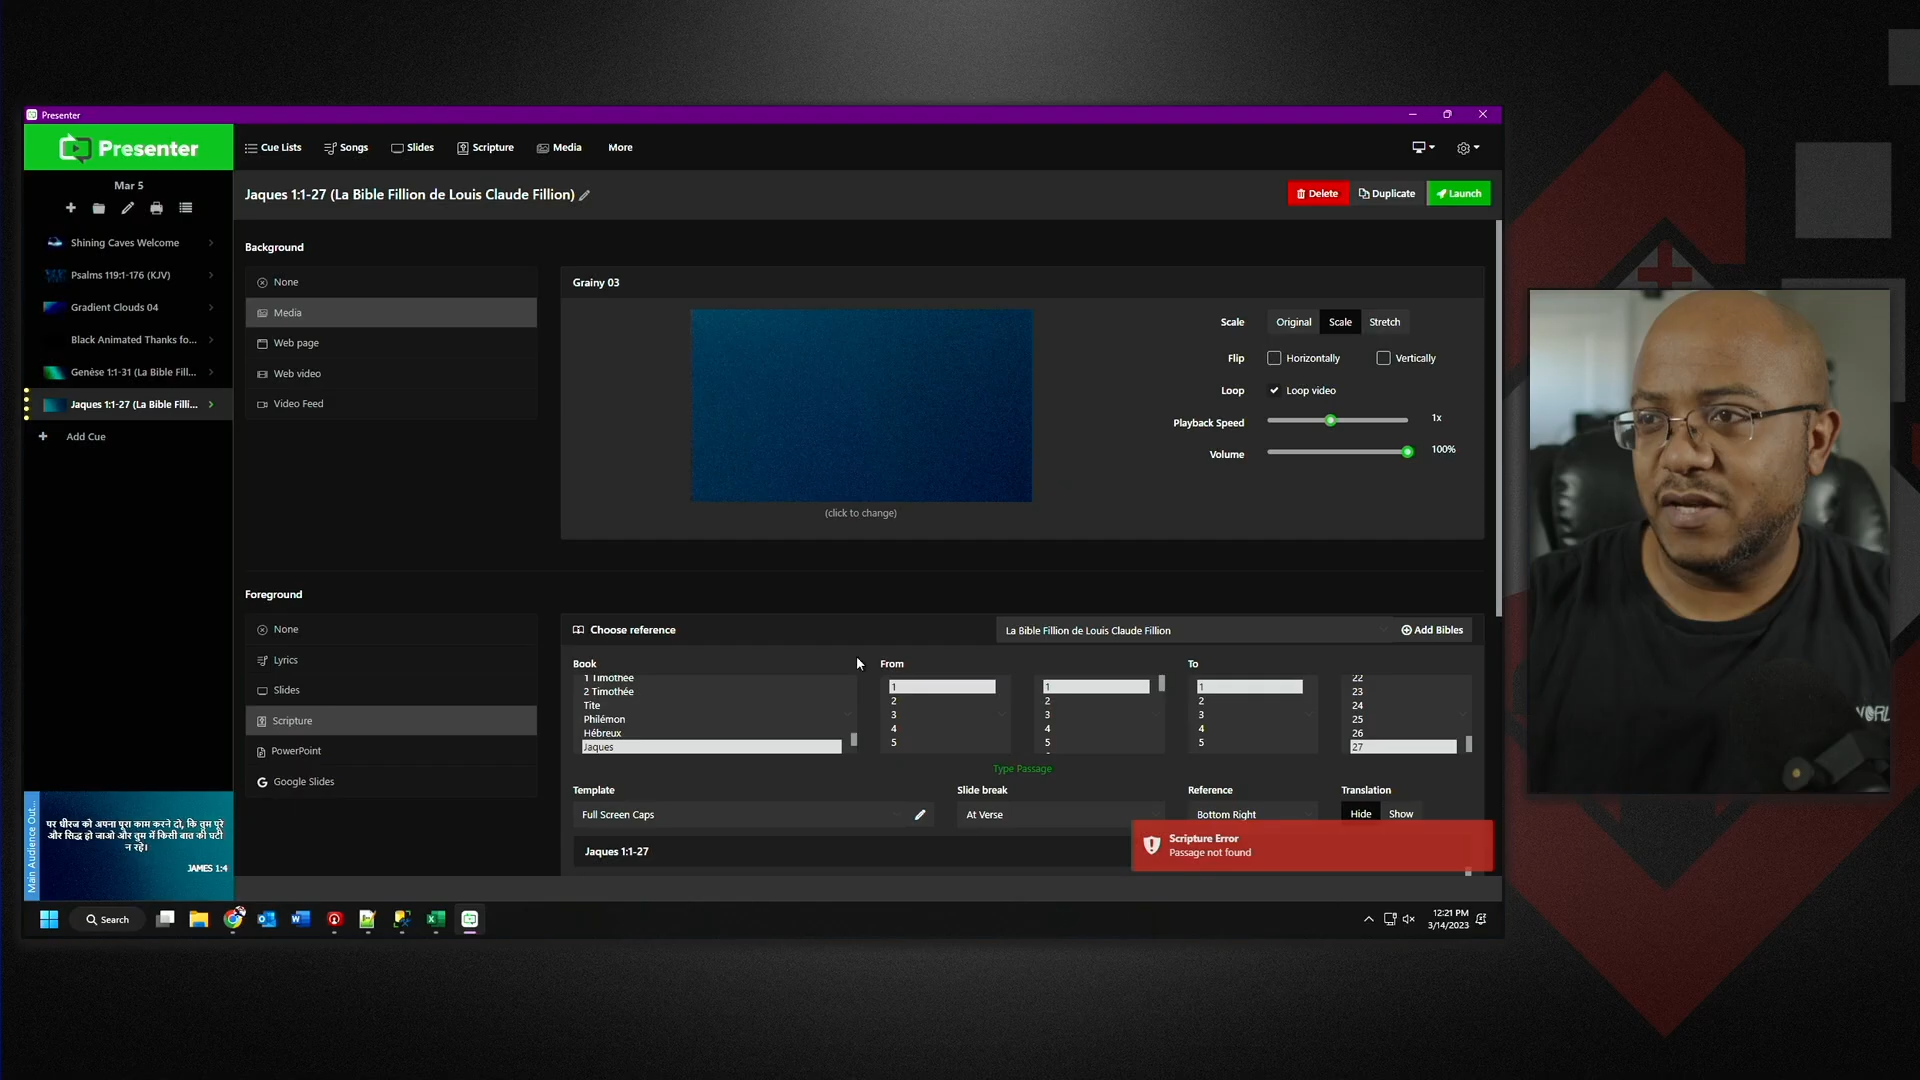 Presenter
Presenter
Cue Lists
Songs
Slides
Scripture
Media
More
Mar 5
Shining Caves Welcome
Psalms 119:1-176 (KJV)
Gradient Clouds 04
Black Animated Thanks fo...
Genèse 1:1-31 (La Bible Fill...
Jaques 1:1-27 (La Bible Filli...
Add Cue
Main Audience Out...
पर धीरज को अपना पूरा काम करने दो, कि तुम पूरे
और सिद्ध हो जाओ और तुम में किसी बात की घटी
न रहे।
JAMES 1:4
Jaques 1:1-27 (La Bible Fillion de Louis Claude Fillion)
Delete
Duplicate
Launch
Background
None
Media
Web page
Web video
Video Feed
Grainy 03
(click to change)
Scale
Original
Scale
Stretch
Flip
Horizontally
Vertically
Loop
Loop video
Playback Speed
1x
Volume
100%
Foreground
None
Lyrics
Slides
Scripture
PowerPoint
Google Slides
Choose reference
La Bible Fillion de Louis Claude Fillion
Add Bibles
Book
1 Timothée
2 Timothée
Tite
Philémon
Hébreux
Jaques
From
1
2
3
4
5
1
2
3
4
5
To
1
2
3
4
5
22
23
24
25
26
27
Type Passage
Template
Full Screen Caps
Slide break
At Verse
Reference
Bottom Right
Translation
Hide
Show
Jaques 1:1-27
Scripture Error
Passage not found
Search
12:21 PM
3/14/2023